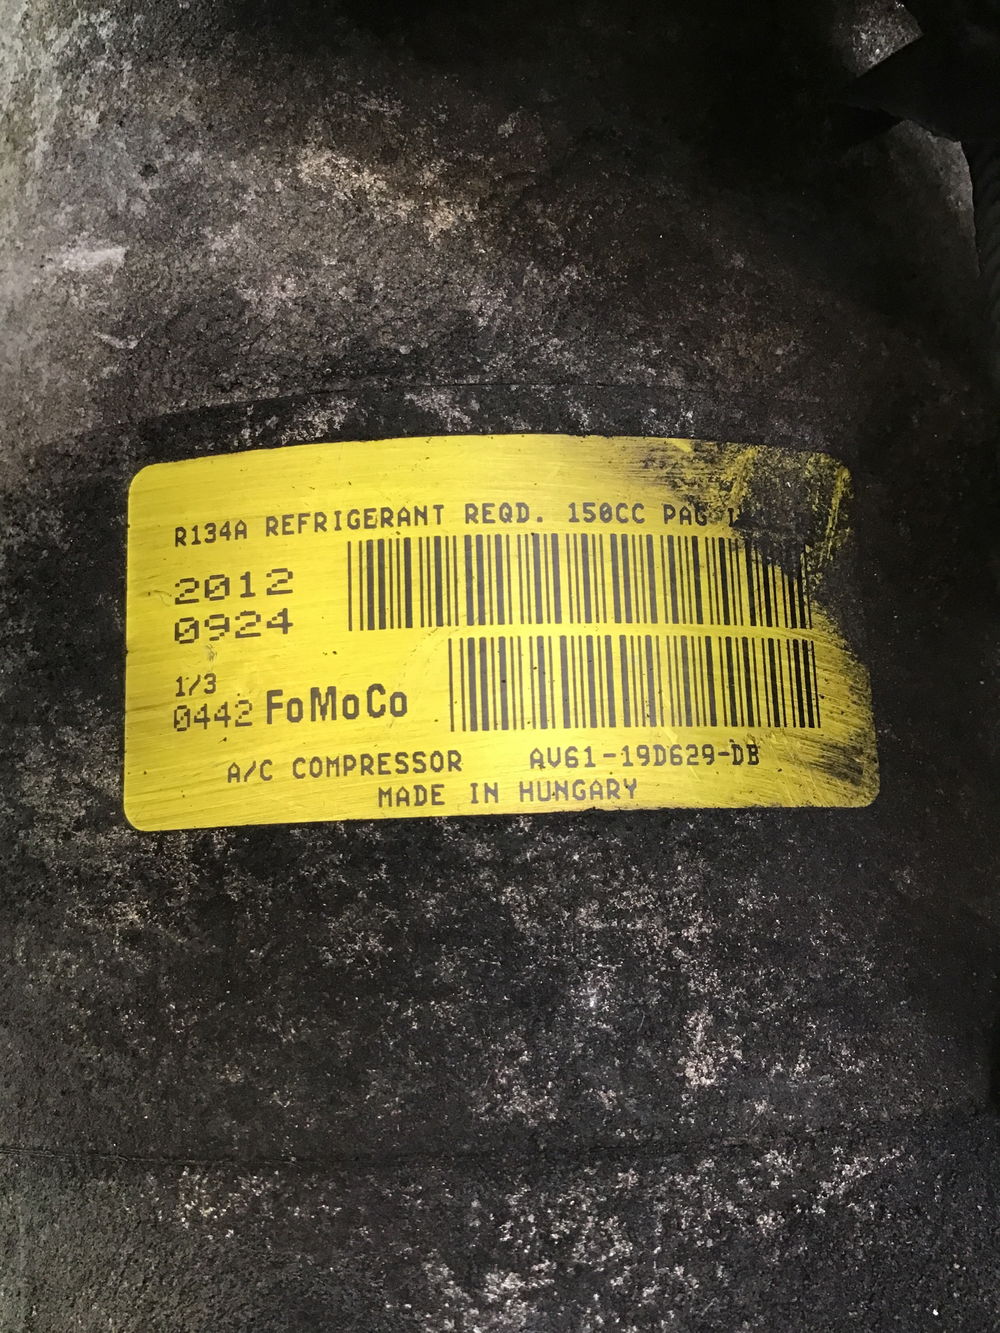 R134A REFRIGERANT REQD. 150CC PAG
2012
0924
1/3
0442 FoMoCo
A/C COMPRESSOR AV61-19D629-DB
MADE IN HUNGARY